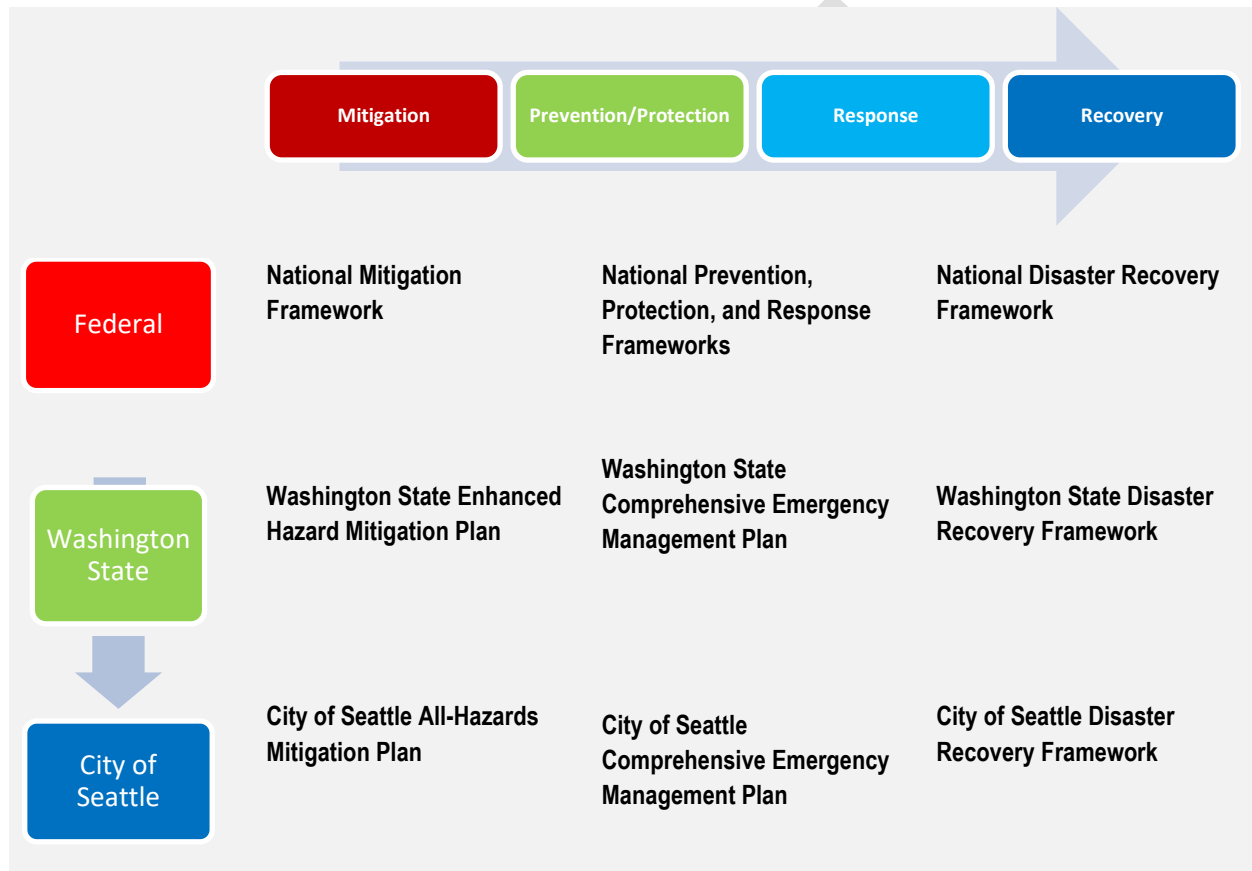 Mitigation
Prevention/Protection
Response
Recovery
Federal
National Mitigation
Framework
National Prevention,
Protection, and Response
Frameworks
National Disaster Recovery
Framework
Washington
State
Washington State Enhanced
Hazard Mitigation Plan
Washington State
Comprehensive Emergency
Management Plan
Washington State Disaster
Recovery Framework
City of
Seattle
City of Seattle All-Hazards
Mitigation Plan
City of Seattle
Comprehensive Emergency
Management Plan
City of Seattle Disaster
Recovery Framework